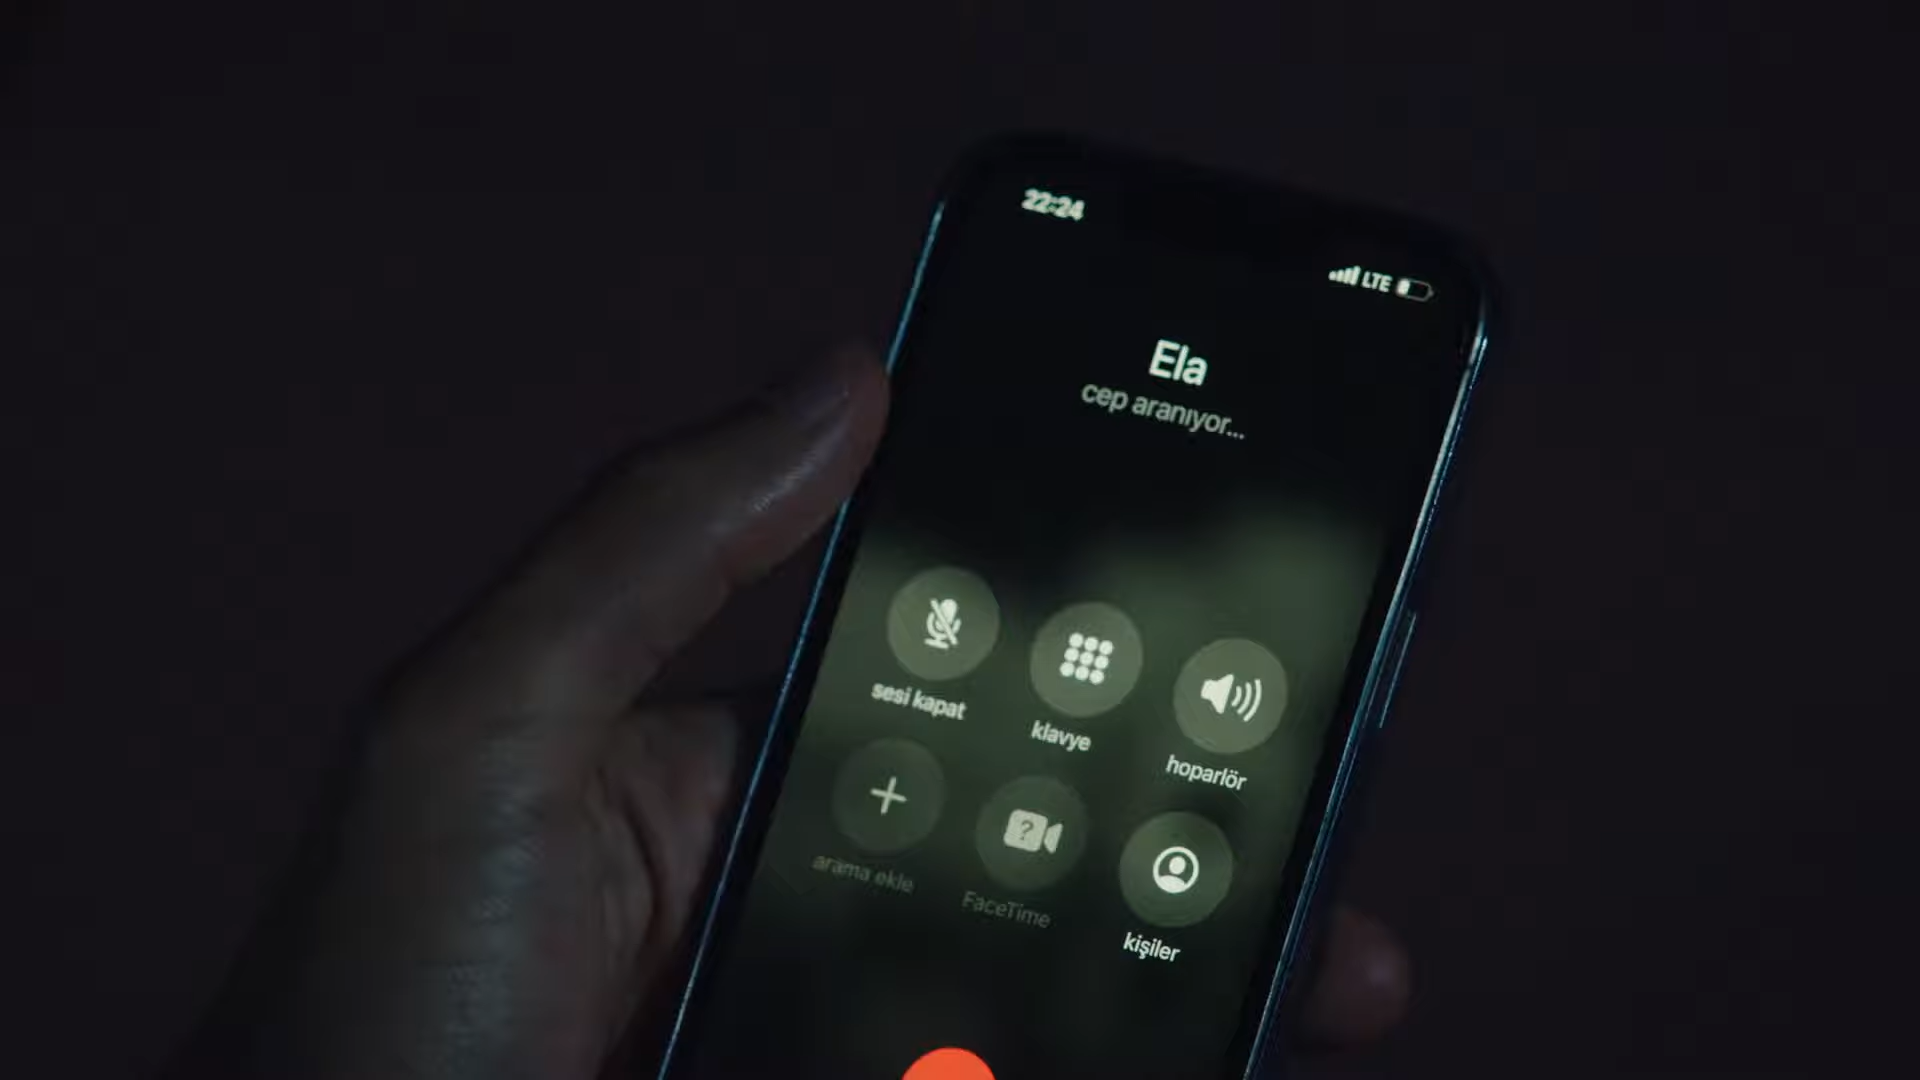 22:24
LTE
Ela
cep aranıyor...
sesi kapat
klavye
hoparlör
arama ekle
FaceTime
kişiler